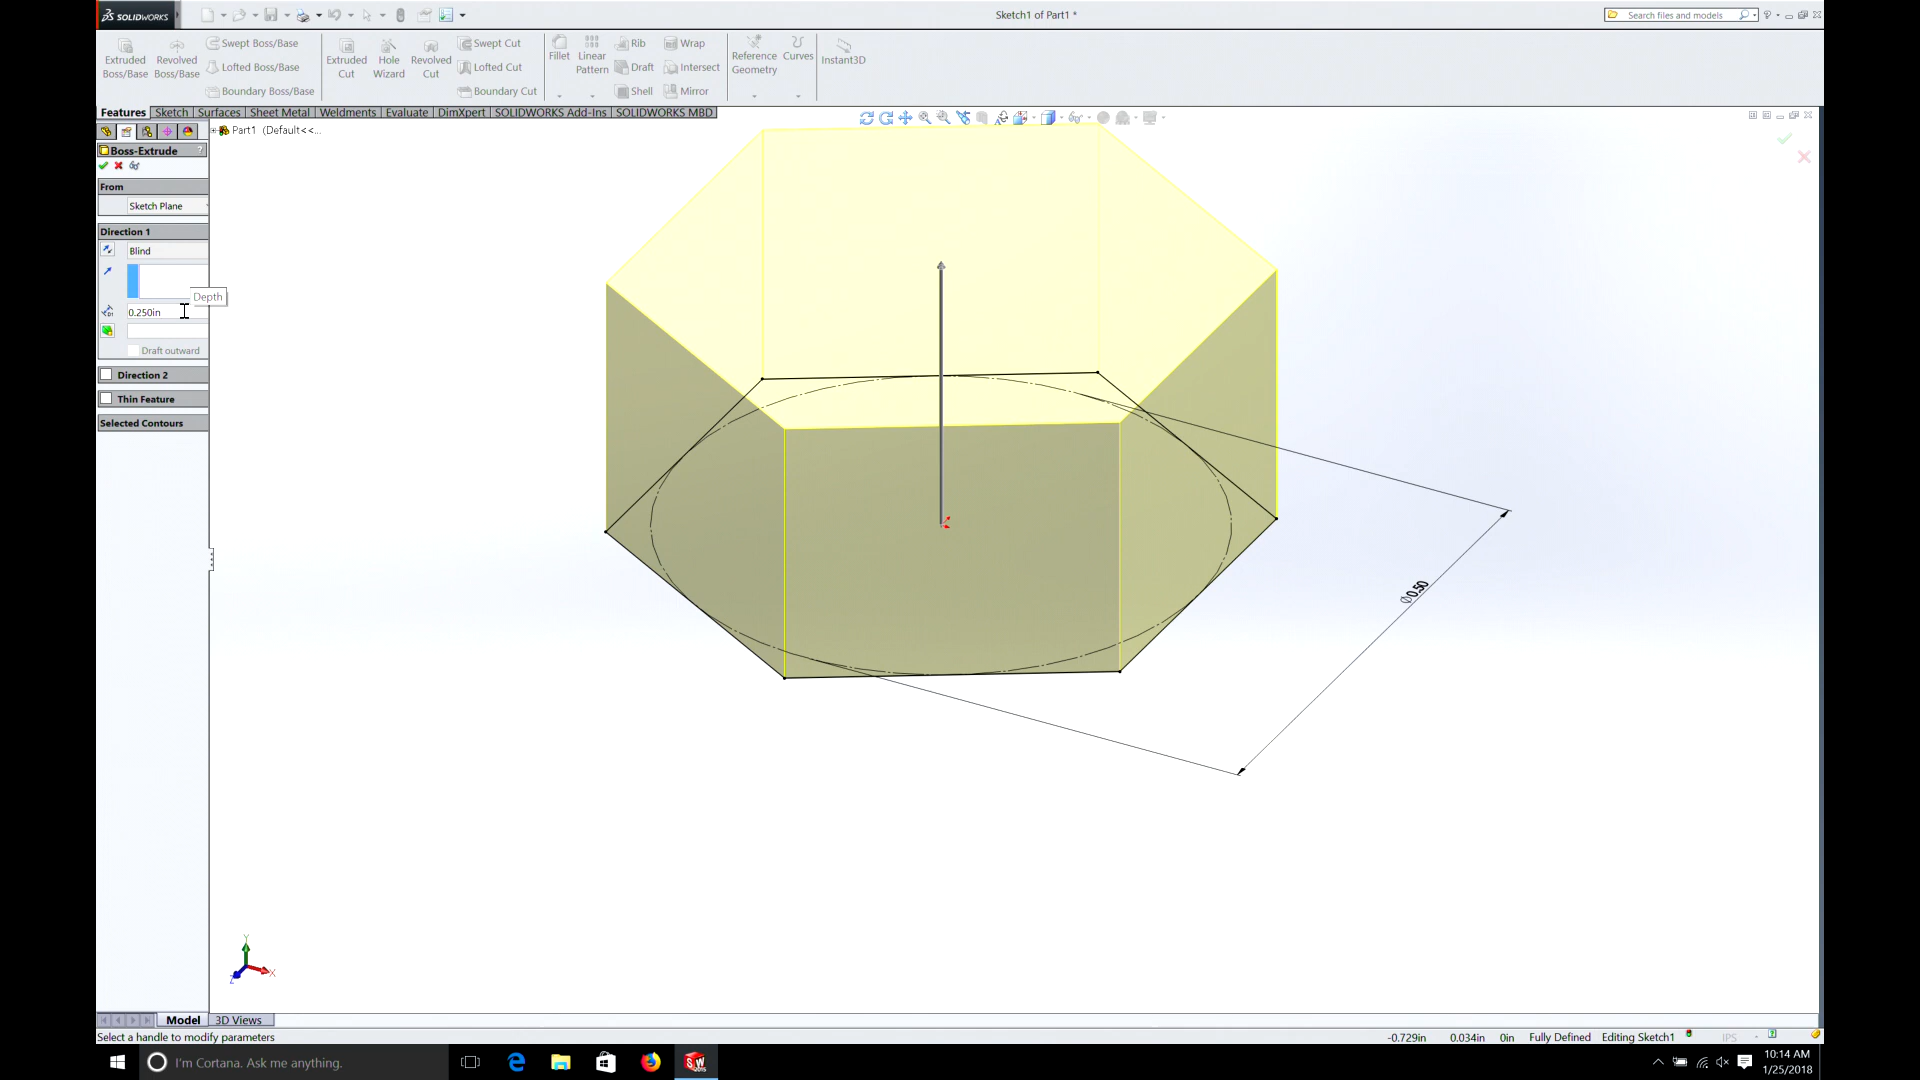 SOLIDWORKS
Sketch1 of Part1 *
Search files and models
Extruded Boss/Base
Revolved Boss/Base
Swept Boss/Base
Lofted Boss/Base
Boundary Boss/Base
Extruded Cut
Hole Wizard
Revolved Cut
Swept Cut
Lofted Cut
Boundary Cut
Fillet
Linear Pattern
Rib
Draft
Shell
Wrap
Intersect
Mirror
Reference Geometry
Curves
Instant3D
Features
Sketch
Surfaces
Sheet Metal
Weldments
Evaluate
DimXpert
SOLIDWORKS Add-Ins
SOLIDWORKS MBD
Part1 (Default<<...
Boss-Extrude
?
From
Sketch Plane
Direction 1
Blind
Depth
0.250in
Draft outward
Direction 2
Thin Feature
Selected Contours
Ø0.50
Y
X
Z
Model
3D Views
Select a handle to modify parameters
-0.729in
0.034in
0in
Fully Defined
Editing Sketch1
IPS
I'm Cortana. Ask me anything.
10:14 AM
1/25/2018